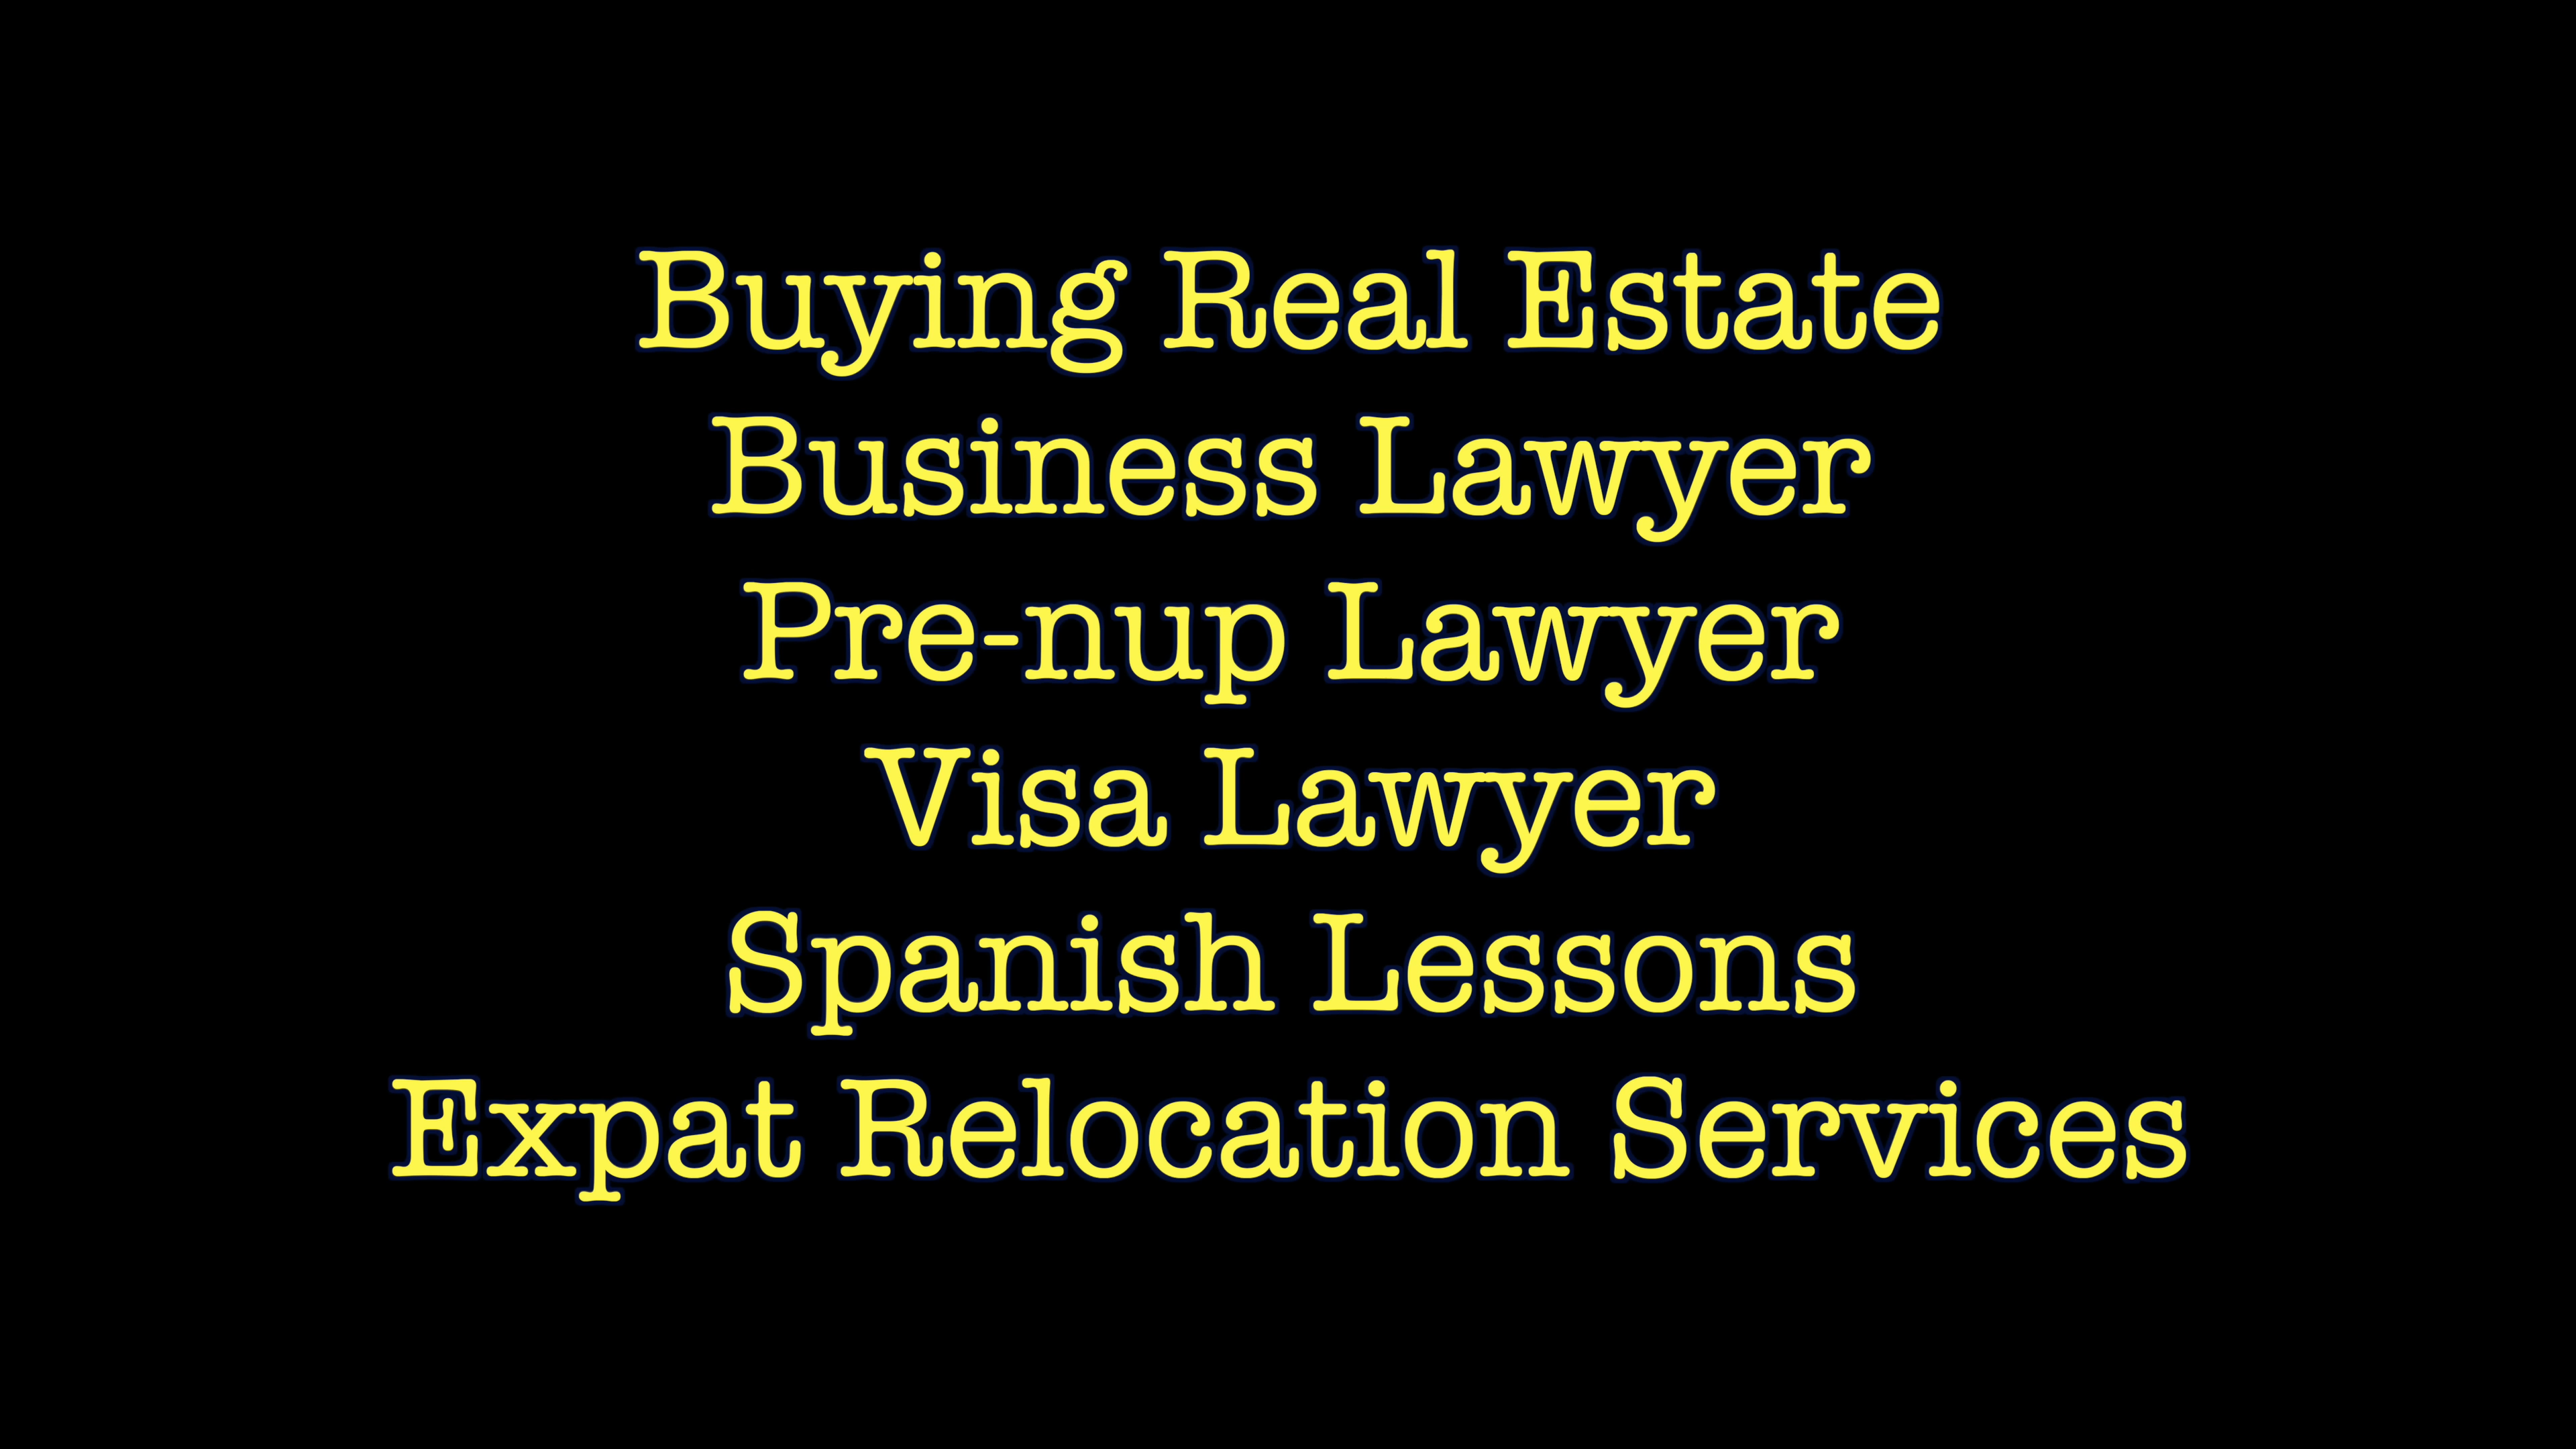 Buying Real Estate
Business Lawyer
Pre-nup Lawyer
Visa Lawyer
Spanish Lessons
Expat Relocation Services